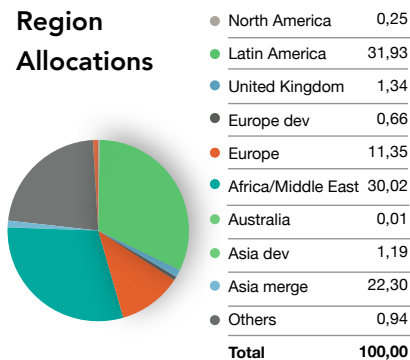 Region
Allocations
North America 0,25
Latin America 31,93
United Kingdom 1,34
Europe dev 0,66
Europe 11,35
Africa/Middle East 30,02
Australia 0,01
Asia dev 1,19
Asia merge 22,30
Others 0,94
Total 100,00